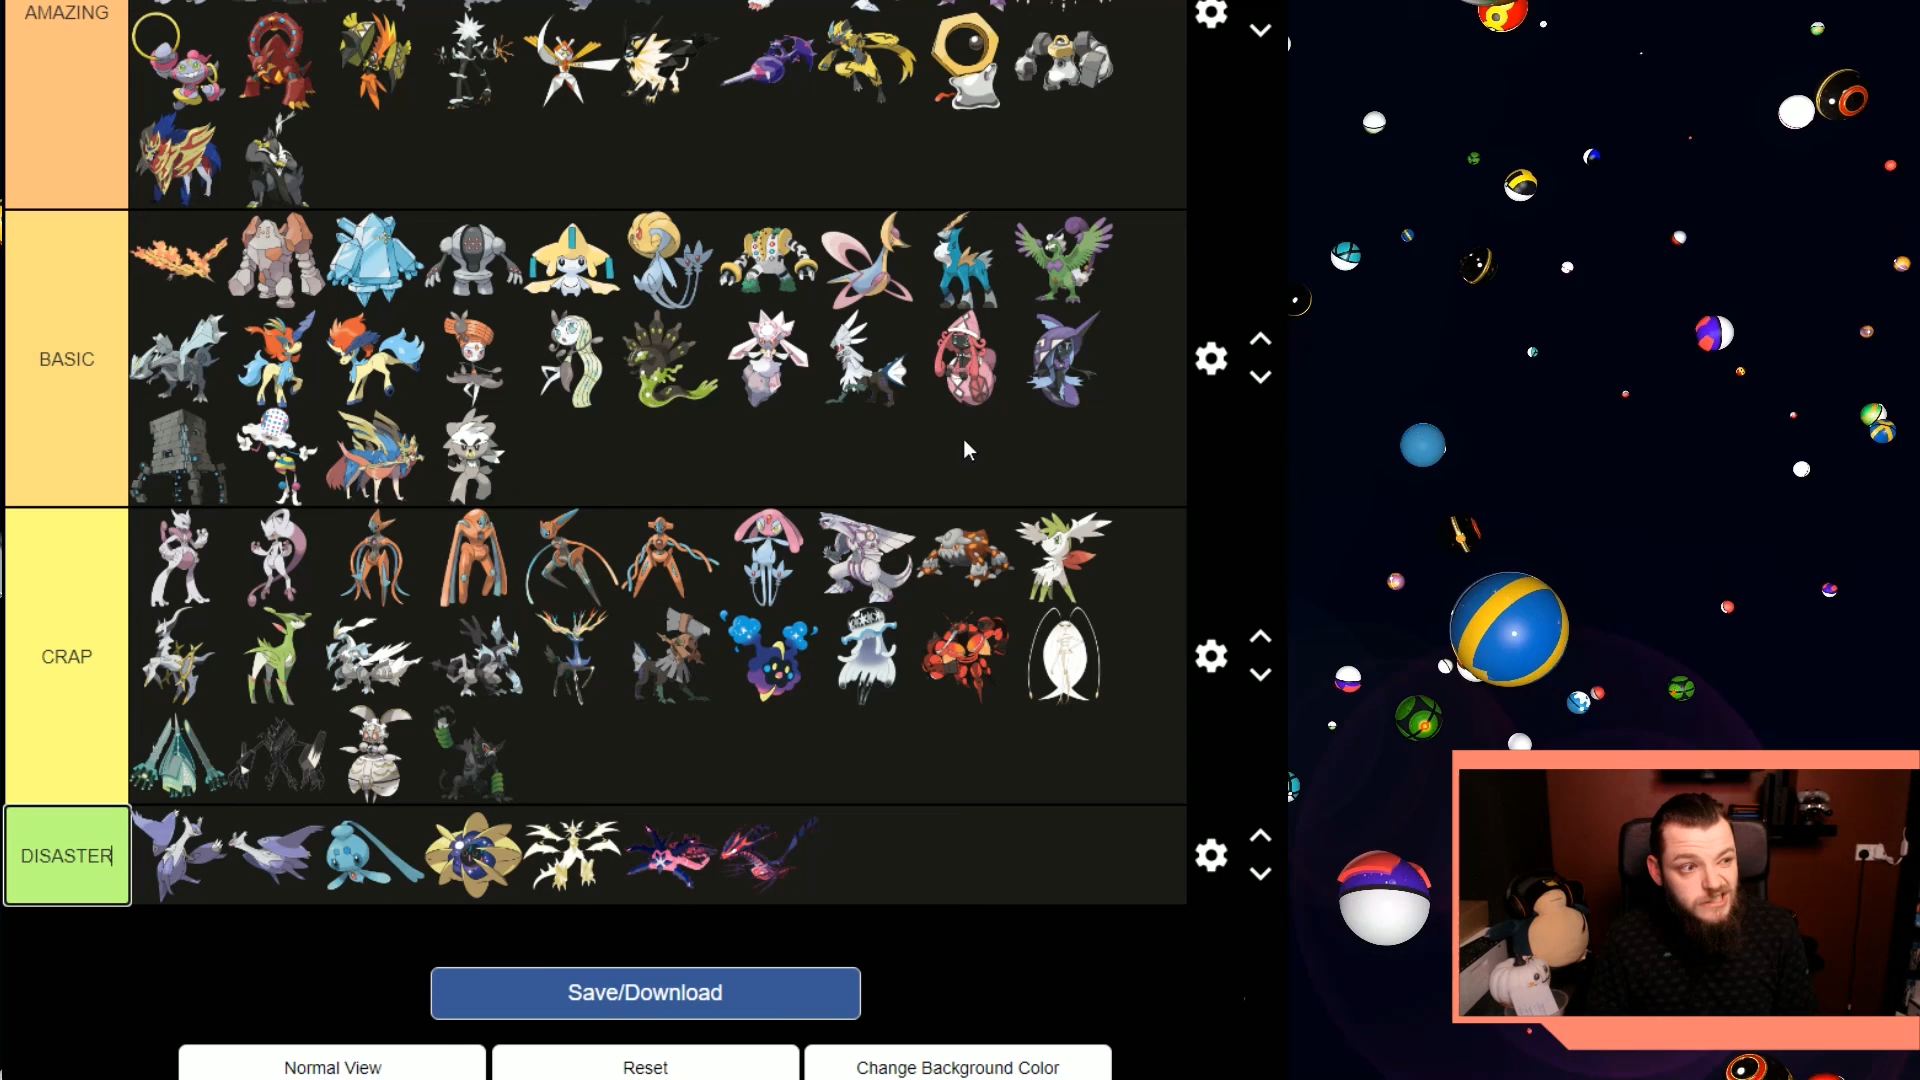 AMAZING
BASIC
CRAP
DISASTER
Save/Download
Normal View
Reset
Change Background Color